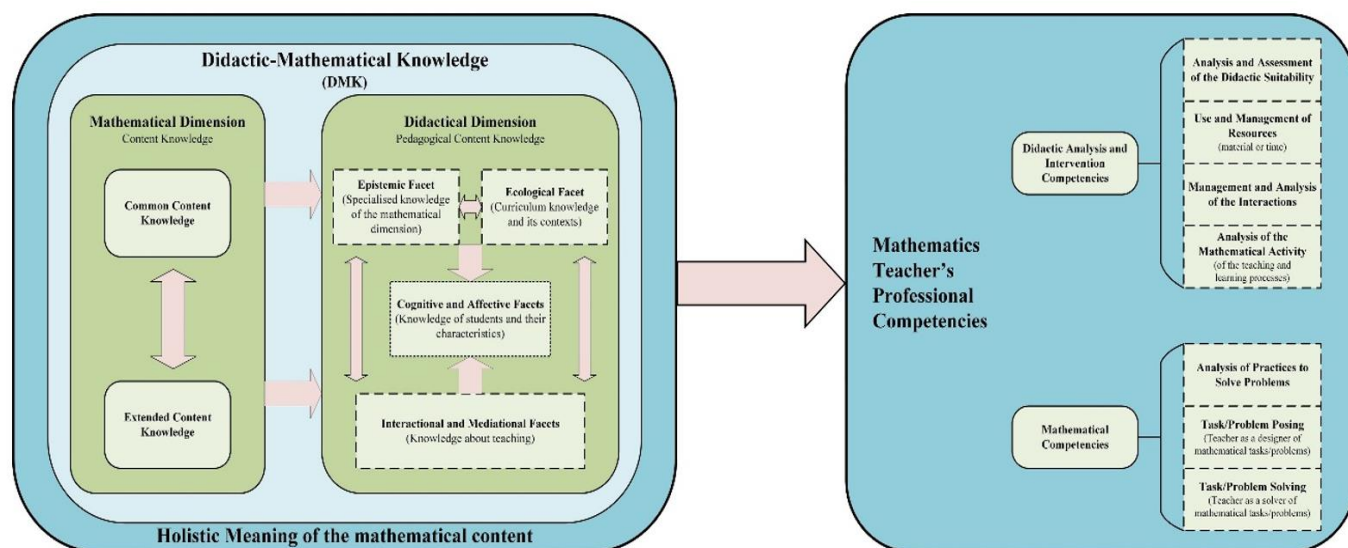 Didactic-Mathematical Knowledge
(DMK)
Mathematical Dimension
Content Knowledge
Common Content
Knowledge
Extended Content
Knowledge
Didactical Dimension
Pedagogical Content Knowledge
Epistemic Facet
(Specialised knowledge
of the mathematical
dimension)
Ecological Facet
(Curriculum knowledge
and its contexts)
Cognitive and Affective Facets
(Knowledge of students and their
characteristics)
Interactional and Mediational Facets
(Knowledge about teaching)
Holistic Meaning of the mathematical content
Mathematics
Teacher's
Professional
Competencies
Didactic Analysis and
Intervention
Competencies
Analysis and Assessment
of the Didactic Suitability
Use and Management of
Resources
(material or time)
Management and Analysis
of the Interactions
Analysis of the
Mathematical Activity
(of the teaching and
learning processes)
Mathematical
Competencies
Analysis of Practices to
Solve Problems
Task/Problem Posing
(Teacher as a designer of
mathematical tasks/problems)
Task/Problem Solving
(Teacher as a solver of
mathematical tasks/problems)